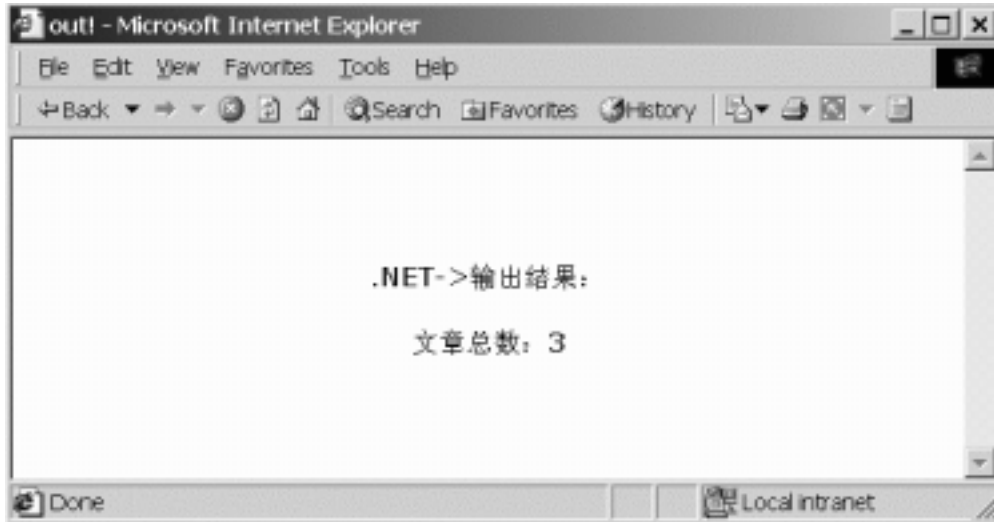 out! - Microsoft Internet Explorer
File Edit View Favorites Tools Help
Back Search Favorites History
.NET->输出结果：
文章总数：3
Done Local intranet